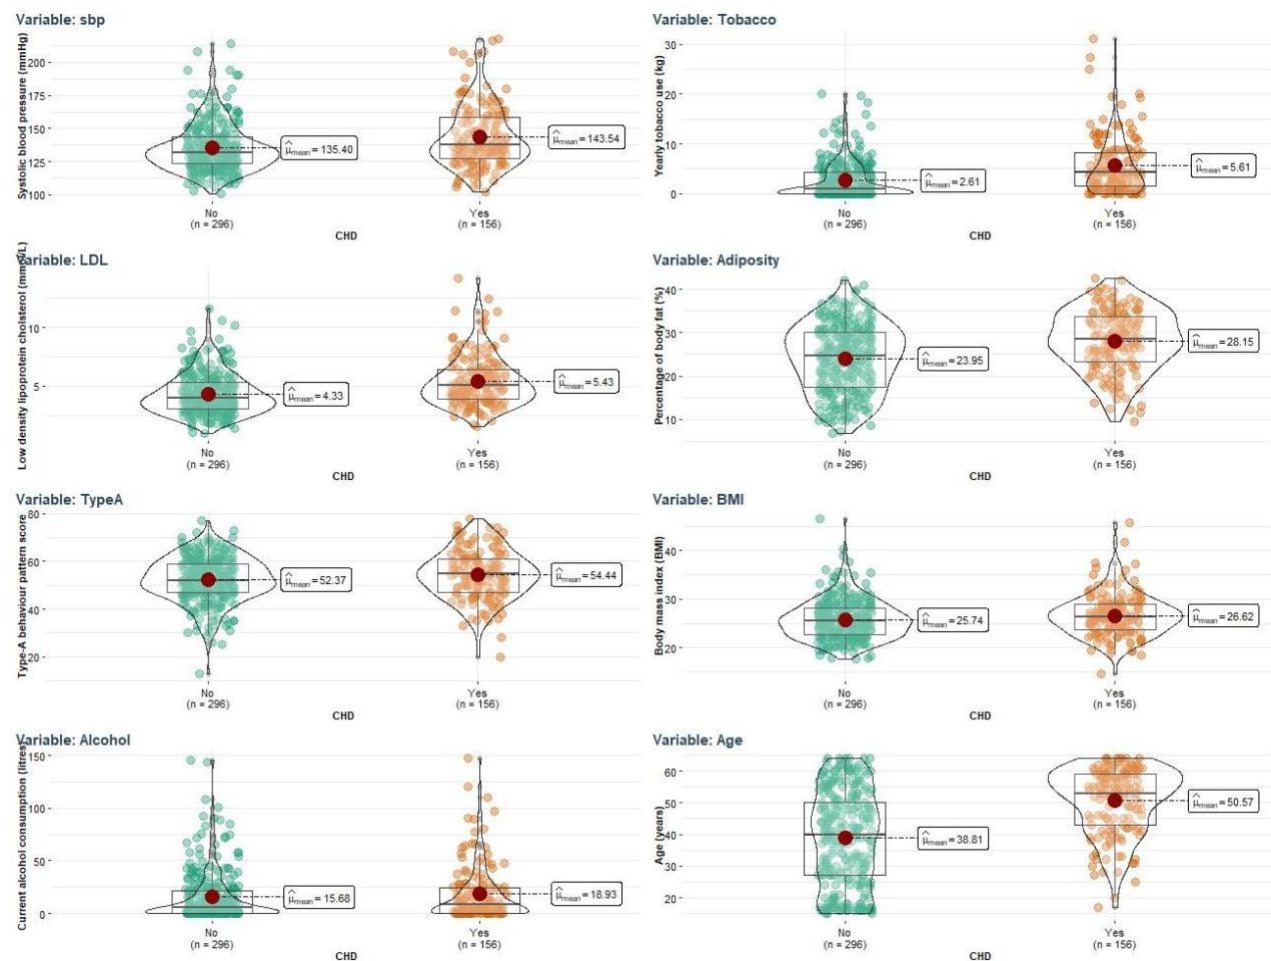 Variable: sbp
Systolic blood pressure (mmHg)
200
175
150
125
100
μ̂mean = 135.40
μ̂mean = 143.54
No
(n = 296)
Yes
(n = 156)
CHD
Variable: Tobacco
Yearly tobacco use (kg)
30
20
10
0
μ̂mean = 2.61
μ̂mean = 5.61
No
(n = 296)
Yes
(n = 156)
CHD
Variable: LDL
Low density lipoprotein cholsterol (mmol/L)
10
5
μ̂mean = 4.33
μ̂mean = 5.43
No
(n = 296)
Yes
(n = 156)
CHD
Variable: Adiposity
Percentage of body fat (%)
40
30
20
10
μ̂mean = 23.95
μ̂mean = 28.15
No
(n = 296)
Yes
(n = 156)
CHD
Variable: TypeA
Type-A behaviour pattern score
80
60
40
20
μ̂mean = 52.37
μ̂mean = 54.44
No
(n = 296)
Yes
(n = 156)
CHD
Variable: BMI
Body mass index (BMI)
40
30
20
μ̂mean = 25.74
μ̂mean = 26.62
No
(n = 296)
Yes
(n = 156)
CHD
Variable: Alcohol
Current alcohol consumption (litres)
150
100
50
0
μ̂mean = 15.68
μ̂mean = 18.93
No
(n = 296)
Yes
(n = 156)
CHD
Variable: Age
Age (years)
60
50
40
30
20
μ̂mean = 38.81
μ̂mean = 50.57
No
(n = 296)
Yes
(n = 156)
CHD